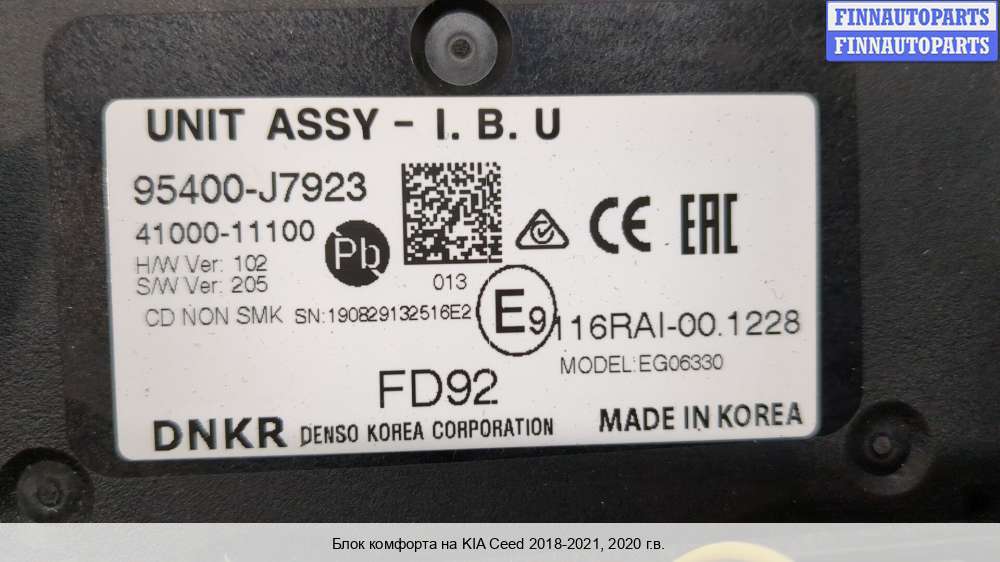 FINNAUTOPARTS
FINNAUTOPARTS
UNIT ASSY - I. B. U
95400-J7923
41000-11100
Pb
H/W Ver: 102
S/W Ver: 205
013
CE EAC
CD NON SMK SN:190829132516E2
E9 116RAI-00.1228
MODEL:EG06330
FD92
DNKR DENSO KOREA CORPORATION MADE IN KOREA
Блок комфорта на KIA Ceed 2018-2021, 2020 г.в.